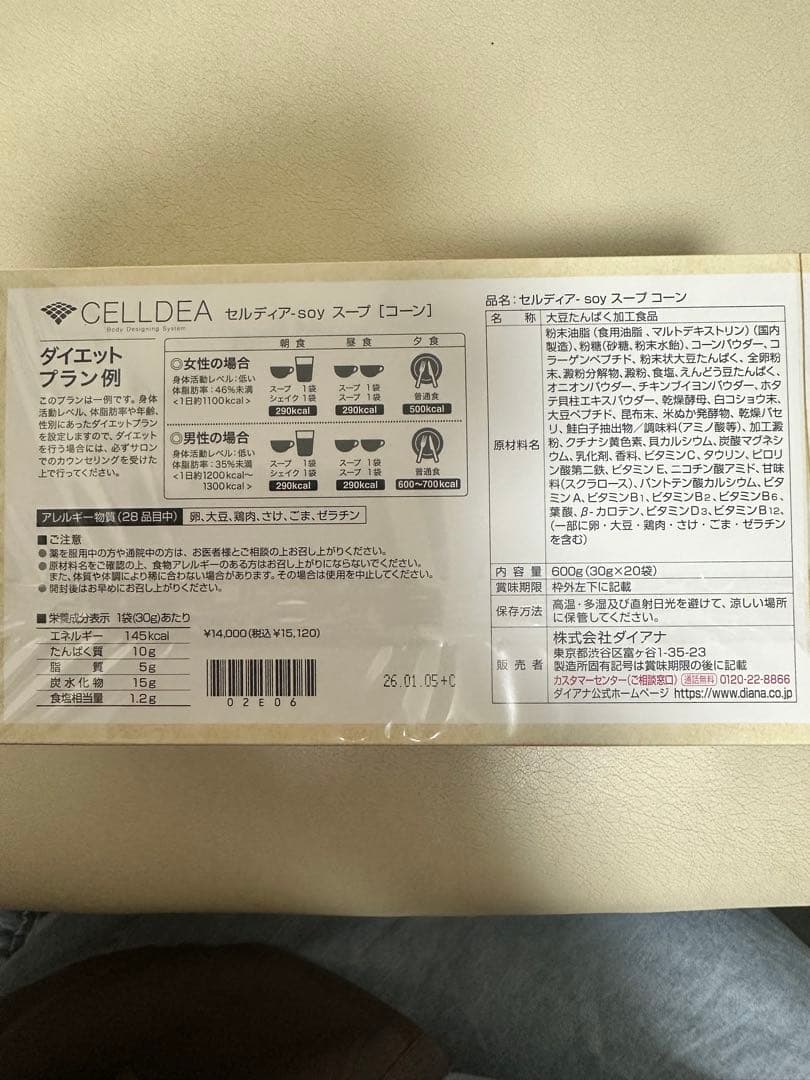 CELLDEA セルディア-soy スープ [コーン]
Body Designing System
ダイエット
プラン例
このプランは一例です。身体
活動レベル、体脂肪率や年齢、
性別にあったダイエットプラン
を設定しますので、ダイエット
を行う場合には、必ずサロン
でのカウンセリングを受けた
上で行ってください。
朝食 昼食 夕食
◎女性の場合
身体活動レベル:低い
体脂肪率:46%未満
<1日約1100kcal>
スープ 1袋
シェイク 1袋
290kcal
スープ 1袋
スープ 1袋
290kcal
普通食
500kcal
◎男性の場合
身体活動レベル:低い
体脂肪率:35%未満
<1日約1200kcal~
1300kcal>
スープ 1袋
シェイク 1袋
290kcal
スープ 1袋
スープ 1袋
290kcal
普通食
600~700kcal
アレルギー物質(28品目中) 卵、大豆、鶏肉、さけ、ごま、ゼラチン
■ご注意
●薬を服用中の方や通院中の方は、お医者様とご相談の上お召し上がりください。
●原材料名をご確認の上、食物アレルギーのある方はお召し上がりにならないでください。
また、体質や体調により稀に合わない場合があります。その場合は使用を中止してください。
●開封後はお早めにお召し上がりください。
■栄養成分表示 1袋(30g)あたり
エネルギー 145kcal
たんぱく質 10g
脂質 5g
炭水化物 15g
食塩相当量 1.2g
¥14,000(税込¥15,120)
02E06
26.01.05+C
品名:セルディア- soy スープ コーン
名称 大豆たんぱく加工食品
原材料名
粉末油脂(食用油脂、マルトデキストリン)(国内
製造)、粉糖(砂糖、粉末水飴)、コーンパウダー、コ
ラーゲンペプチド、粉末状大豆たんぱく、全卵粉
末、澱粉分解物、澱粉、食塩、えんどう豆たんぱく、
オニオンパウダー、チキンブイヨンパウダー、ホタ
テ貝柱エキスパウダー、乾燥酵母、白コショウ末、
大豆ペプチド、昆布末、米ぬか発酵物、乾燥パセ
リ、鮭白子抽出物/調味料(アミノ酸等)、加工澱
粉、クチナシ黄色素、貝カルシウム、炭酸マグネシ
ウム、乳化剤、香料、ビタミンC、タウリン、ピロリ
ン酸第二鉄、ビタミンE、ニコチン酸アミド、甘味
料(スクラロース)、パントテン酸カルシウム、ビタ
ミンA、ビタミンB1、ビタミンB2、ビタミンB6、
葉酸、β-カロテン、ビタミンD3、ビタミンB12、
(一部に卵・大豆・鶏肉・さけ・ごま・ゼラチン
を含む)
内容量 600g(30g×20袋)
賞味期限 枠外左下に記載
保存方法 高温・多湿及び直射日光を避けて、涼しい場所
に保管してください。
販売者
株式会社ダイアナ
東京都渋谷区富ヶ谷1-35-23
製造所固有記号は賞味期限の後に記載
カスタマーセンター(ご相談窓口) 通話無料 0120-22-8866
ダイアナ公式ホームページ https://www.diana.co.jp